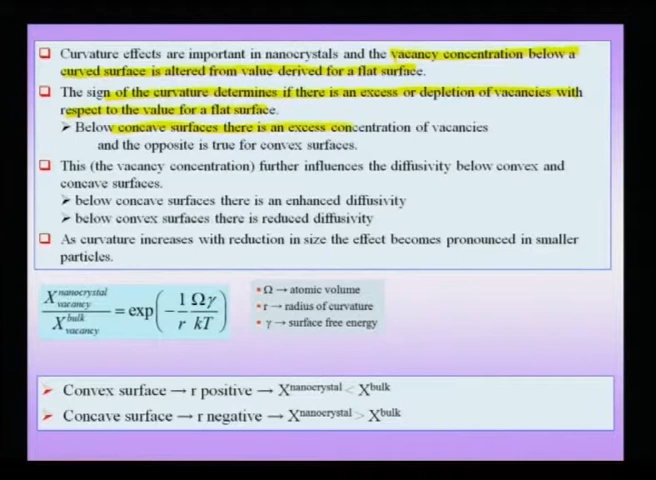 Curvature effects are important in nanocrystals and the vacancy concentration below a
curved surface is altered from value derived for a flat surface.
The sign of the curvature determines if there is an excess or depletion of vacancies with
respect to the value for a flat surface.
➤ Below concave surfaces there is an excess concentration of vacancies
and the opposite is true for convex surfaces.
This (the vacancy concentration) further influences the diffusivity below convex and
concave surfaces.
➤ below concave surfaces there is an enhanced diffusivity
➤ below convex surfaces there is reduced diffusivity
As curvature increases with reduction in size the effect becomes pronounced in smaller
particles.
X^nanocrystal_vacancy / X^bulk_vacancy = exp(−(1/r)(Ωγ/kT))
• Ω → atomic volume
• r → radius of curvature
• γ → surface free energy
➤ Convex surface → r positive → X^nanocrystal < X^bulk
➤ Concave surface → r negative → X^nanocrystal > X^bulk